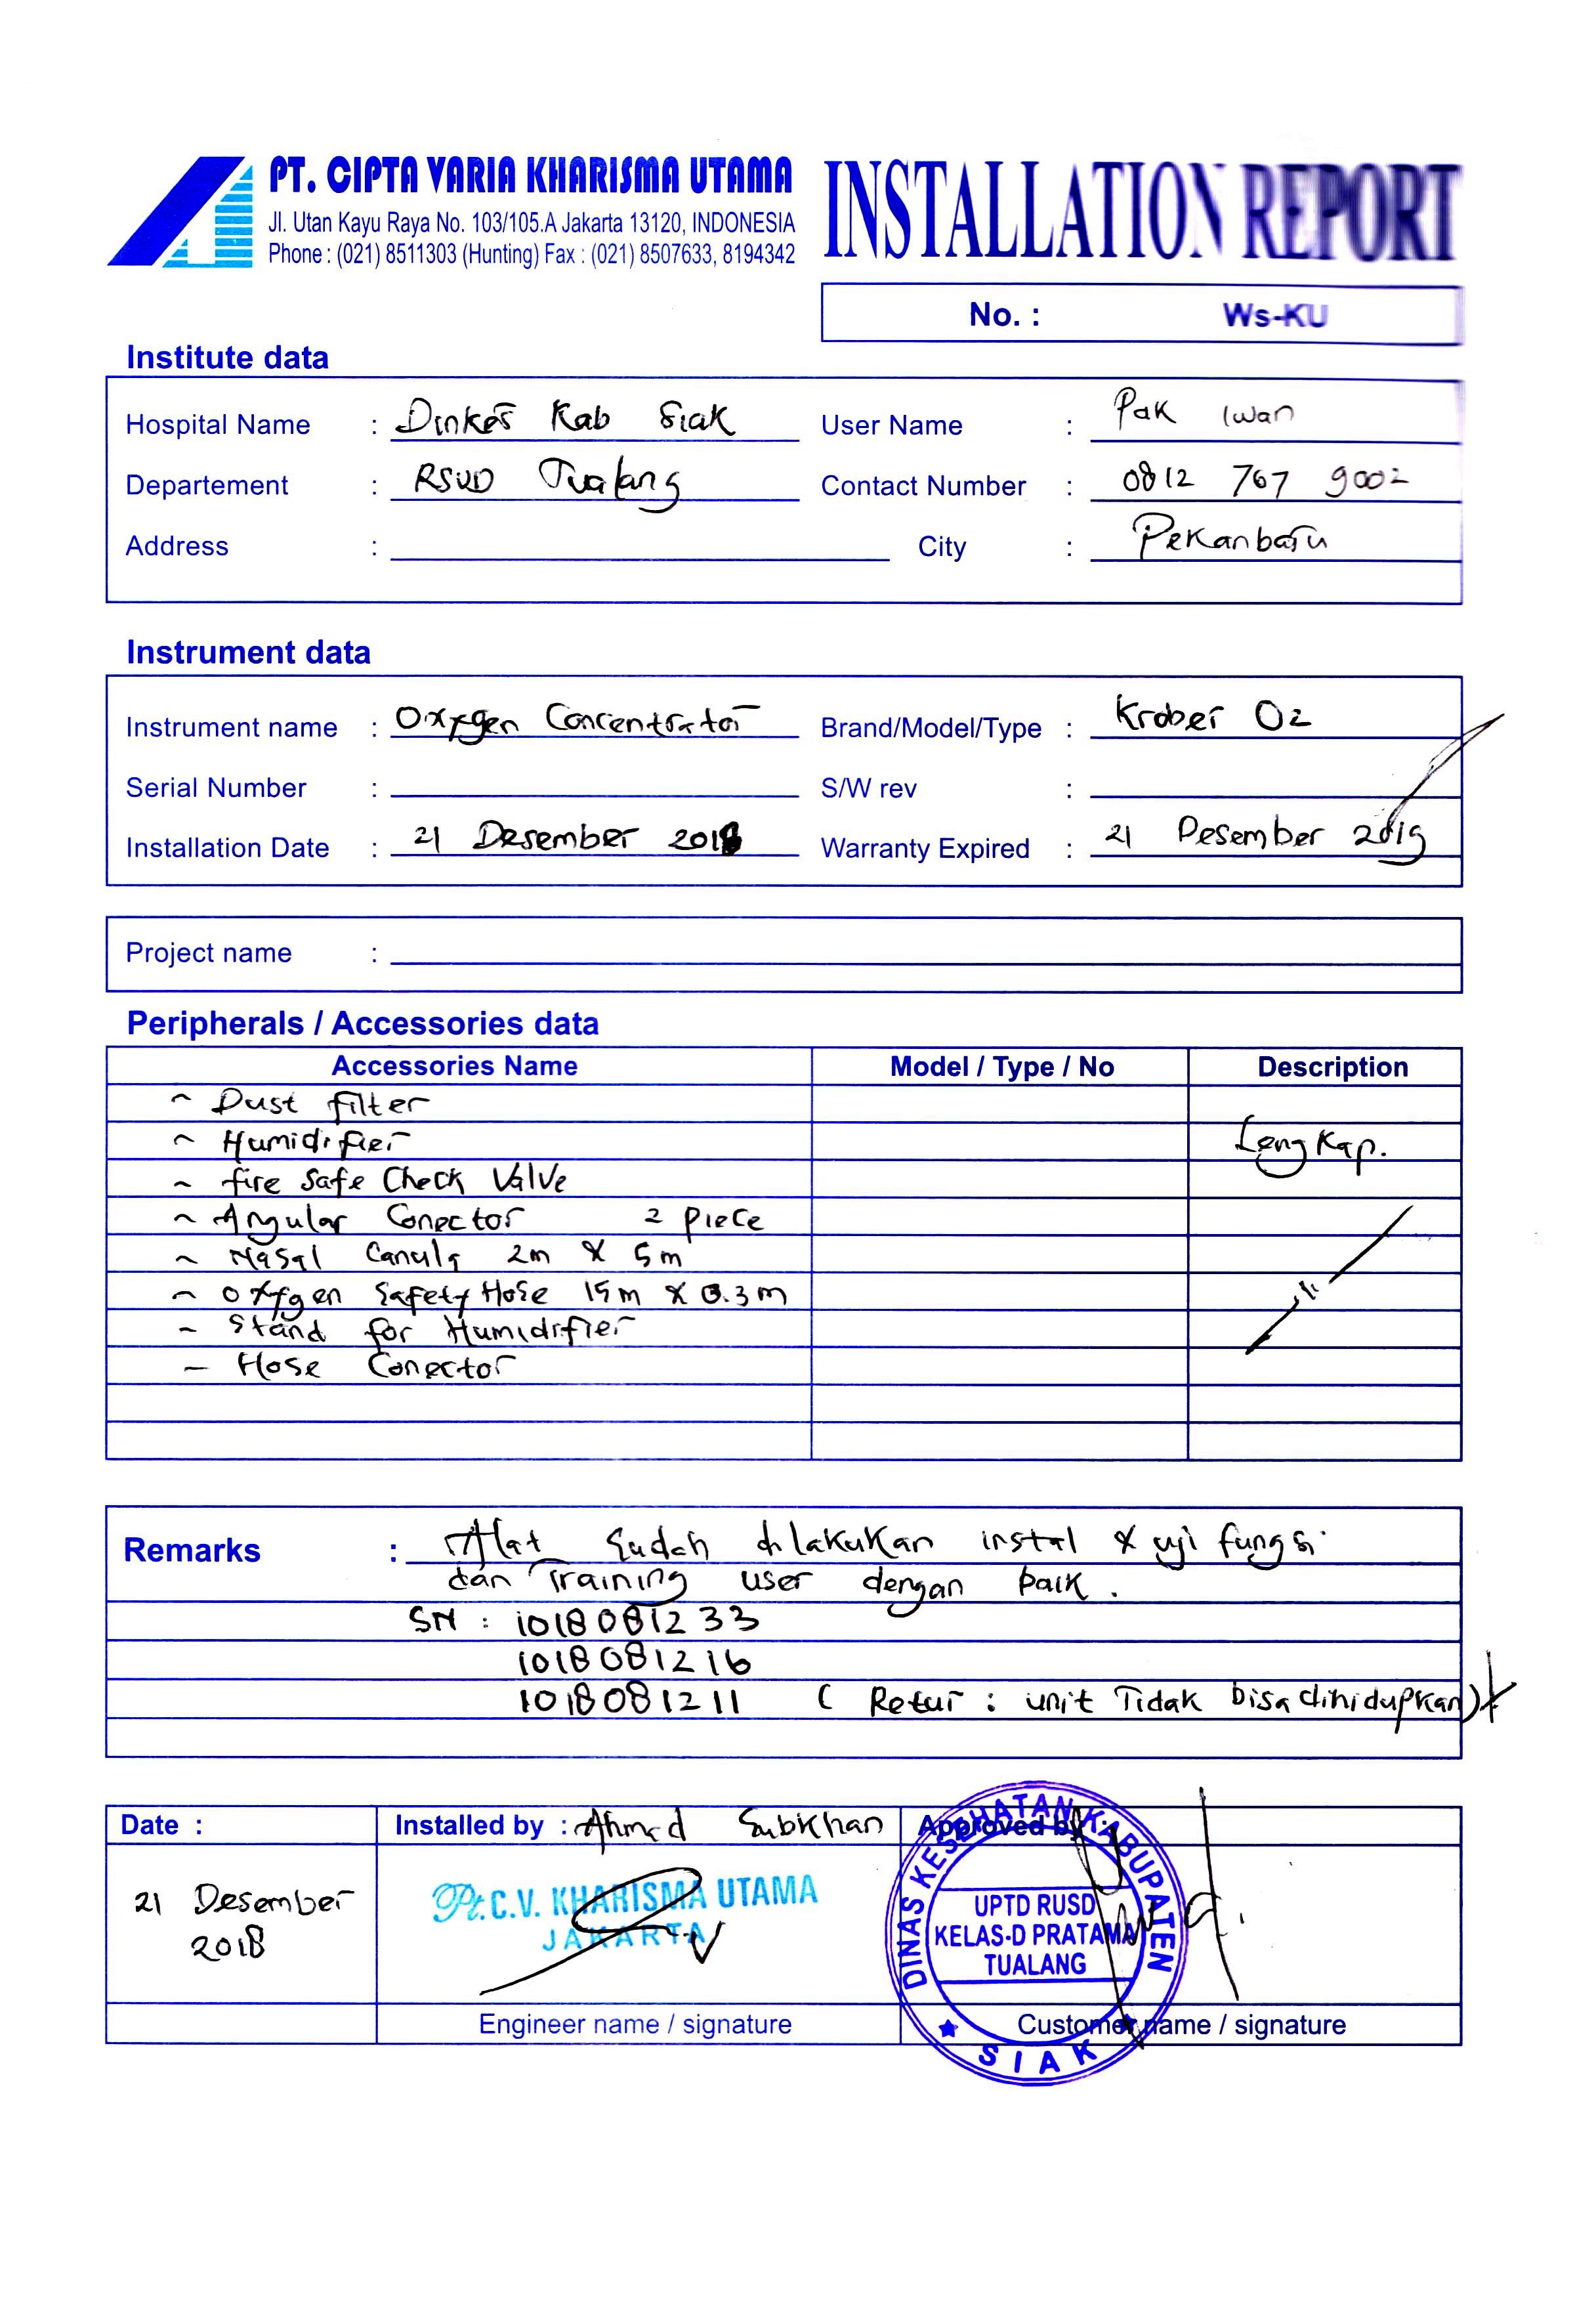 PT. CIPTA VARIA KHARISMA UTAMA
Jl. Utan Kayu Raya No. 103/105.A Jakarta 13120, INDONESIA
Phone : (021) 8511303 (Hunting) Fax : (021) 8507633, 8194342
INSTALLATION REPORT
No. : Ws-KU
Institute data
Hospital Name : Dinkes Kab Siak User Name : Pak Iwan
Departement : RSUD Tualang Contact Number : 0812 767 9002
Address : City : Pekanbaru
Instrument data
Instrument name : Oxygen Concentrator Brand/Model/Type : Krober O2
Serial Number : S/W rev :
Installation Date : 21 Desember 2018 Warranty Expired : 21 Desember 2019
Project name :
Peripherals / Accessories data
Accessories Name Model / Type / No Description
~ Dust filter
~ Humidifier Lengkap.
~ fire Safe Check Valve
~ Angular Conector 2 piece
~ Nasal Canula 2m x 5m
~ Oxygen Safety Hose 15m x 0.3m
- Stand for Humidifier
- Hose Conector
Remarks : Alat Sudah dilakukan instal & uji fungsi
dan Training user dengan baik.
SN : 1018081233
1018081216
1018081211 ( Retur : unit Tidak bisa dihidupkan)
Date : Installed by : Ahmad Subkhan Approved by
21 Desember
2018
Pt. C.V. KHARISMA UTAMA
JAKARTA
DINAS KESEHATAN KABUPATEN
UPTD RUSD
KELAS-D PRATAMA
TUALANG
SIAK
Engineer name / signature Customer name / signature